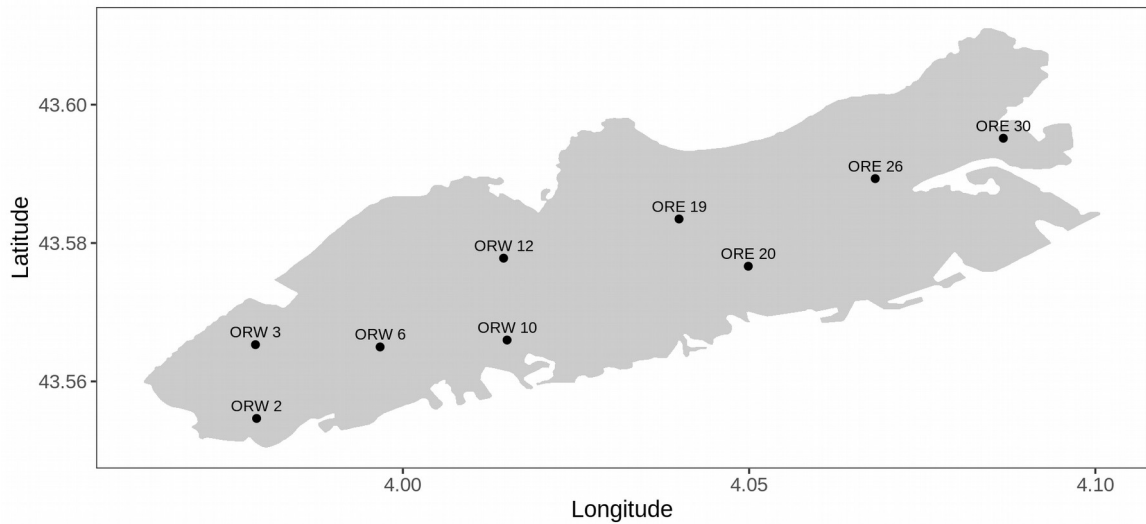 43.60
ORE 30
ORE 26
ORE 19
43.58
ORW 12
ORE 20
Latitude
ORW 3
ORW 6
ORW 10
43.56
ORW 2
4.00
4.05
4.10
Longitude